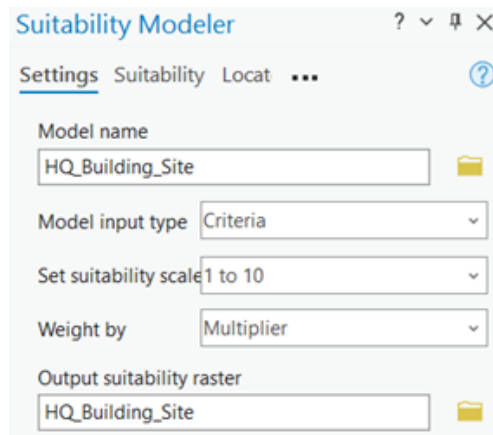 Suitability Modeler ?
Settings Suitability Locat ... ?
Model name
HQ_Building_Site
Model input type Criteria
Set suitability scale 1 to 10
Weight by Multiplier
Output suitability raster
HQ_Building_Site